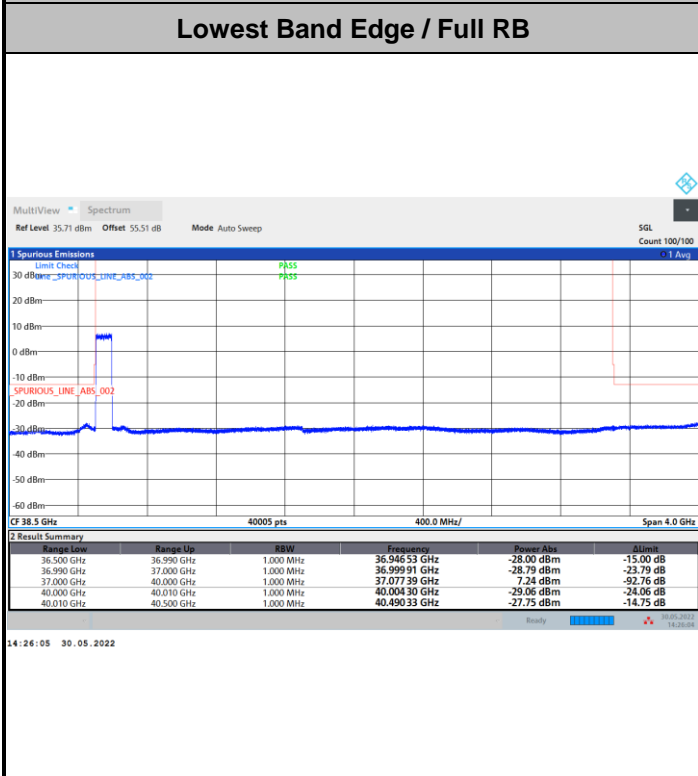 Lowest Band Edge / Full RB
MultiView Spectrum
Ref Level 35.71 dBm Offset 55.51 dB Mode Auto Sweep SGL
Count 100/100
1 Spurious Emissions 1 Avg
Limit Check PASS
Line _SPURIOUS_LINE_ABS_002 PASS
30 dBm
20 dBm
10 dBm
0 dBm
-10 dBm
_SPURIOUS_LINE_ABS_002
-20 dBm
-30 dBm
-40 dBm
-50 dBm
-60 dBm
CF 38.5 GHz 40005 pts 400.0 MHz/ Span 4.0 GHz
2 Result Summary
Range Low Range Up RBW Frequency Power Abs ΔLimit
36.500 GHz 36.990 GHz 1.000 MHz 36.946 53 GHz -28.00 dBm -15.00 dB
36.990 GHz 37.000 GHz 1.000 MHz 36.999 91 GHz -28.79 dBm -23.79 dB
37.000 GHz 40.000 GHz 1.000 MHz 37.077 39 GHz 7.24 dBm -92.76 dB
40.000 GHz 40.010 GHz 1.000 MHz 40.004 30 GHz -29.06 dBm -24.06 dB
40.010 GHz 40.500 GHz 1.000 MHz 40.490 33 GHz -27.75 dBm -14.75 dB
Ready 30.05.2022
14:26:04
14:26:05 30.05.2022